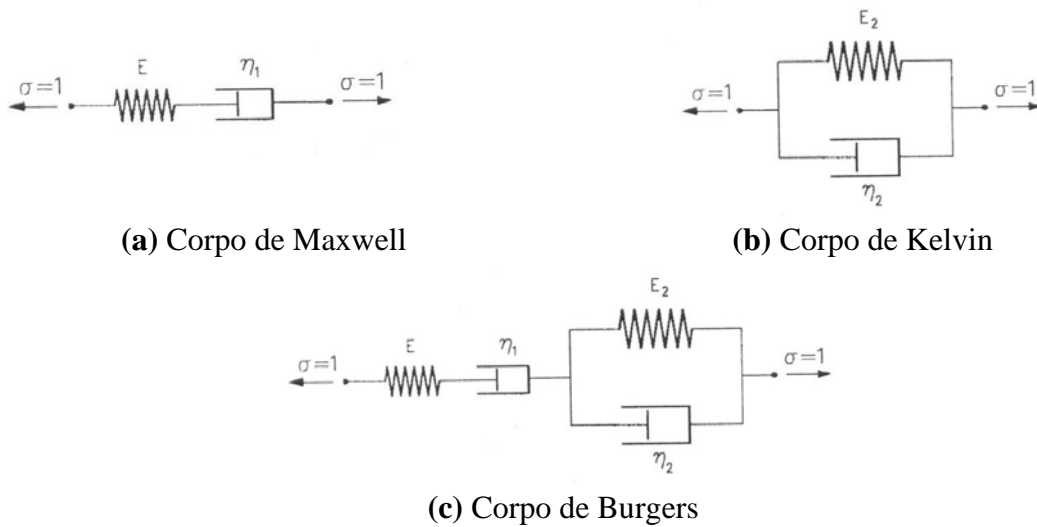 E
η₁
σ=1
σ=1
(a) Corpo de Maxwell
E₂
σ=1
σ=1
η₂
(b) Corpo de Kelvin
E₂
E
η₁
σ=1
σ=1
η₂
(c) Corpo de Burgers